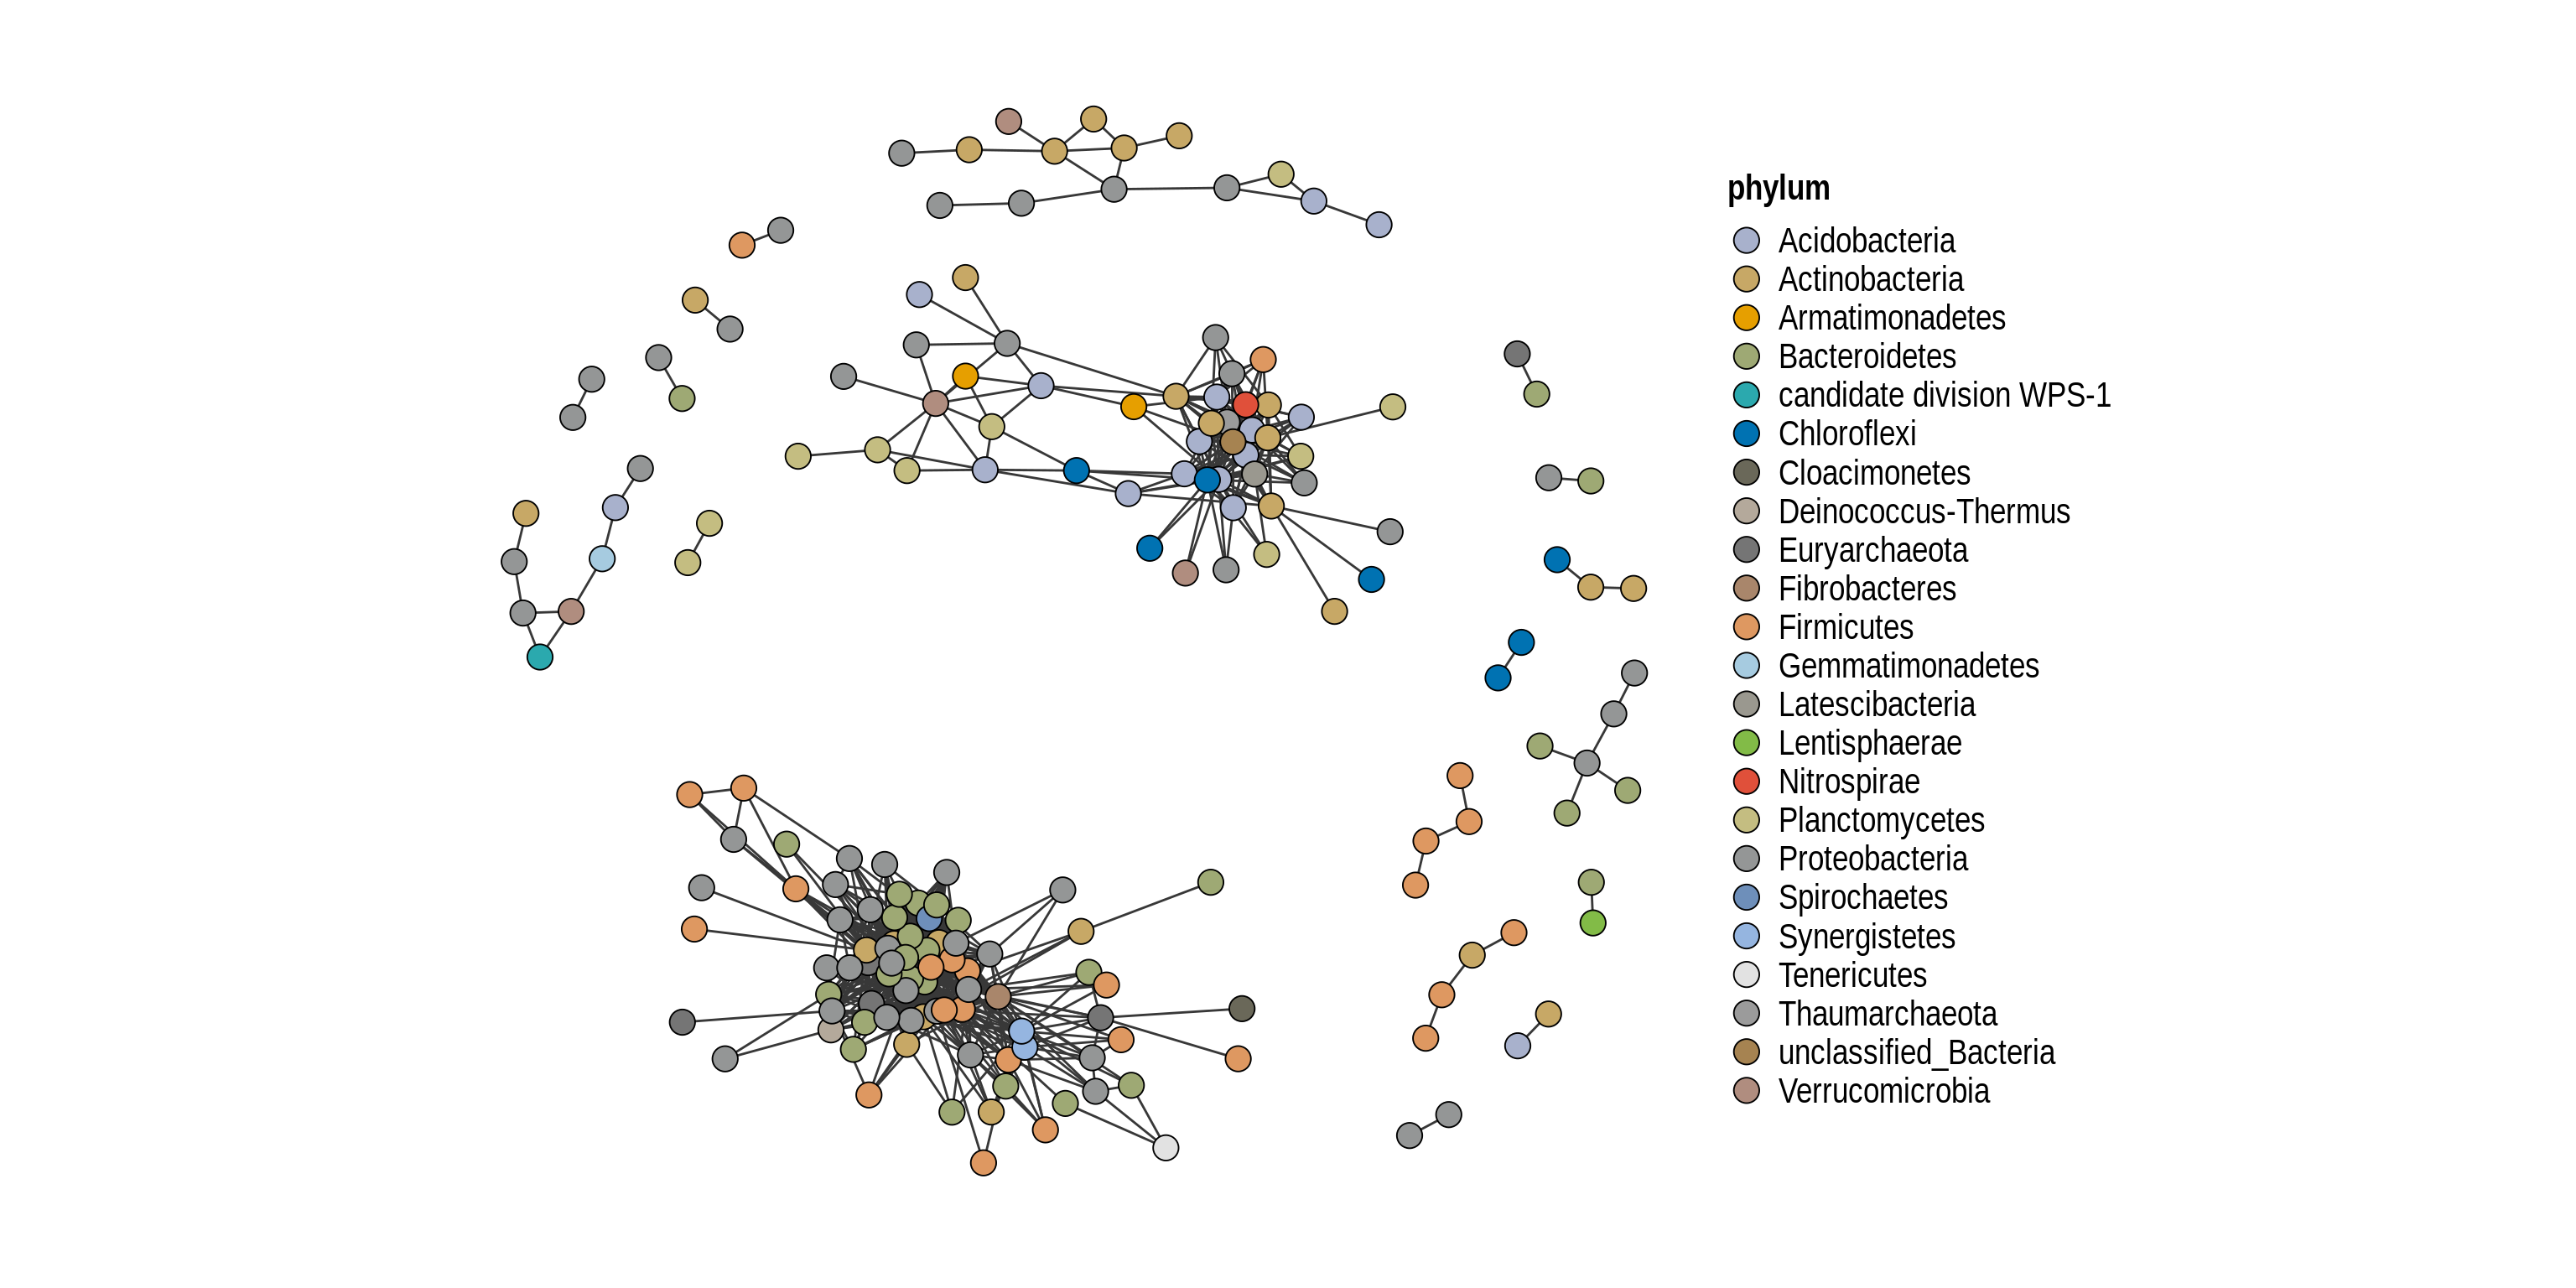 phylum
Acidobacteria
Actinobacteria
Armatimonadetes
Bacteroidetes
candidate division WPS-1
Chloroflexi
Cloacimonetes
Deinococcus-Thermus
Euryarchaeota
Fibrobacteres
Firmicutes
Gemmatimonadetes
Latescibacteria
Lentisphaerae
Nitrospirae
Planctomycetes
Proteobacteria
Spirochaetes
Synergistetes
Tenericutes
Thaumarchaeota
unclassified_Bacteria
Verrucomicrobia